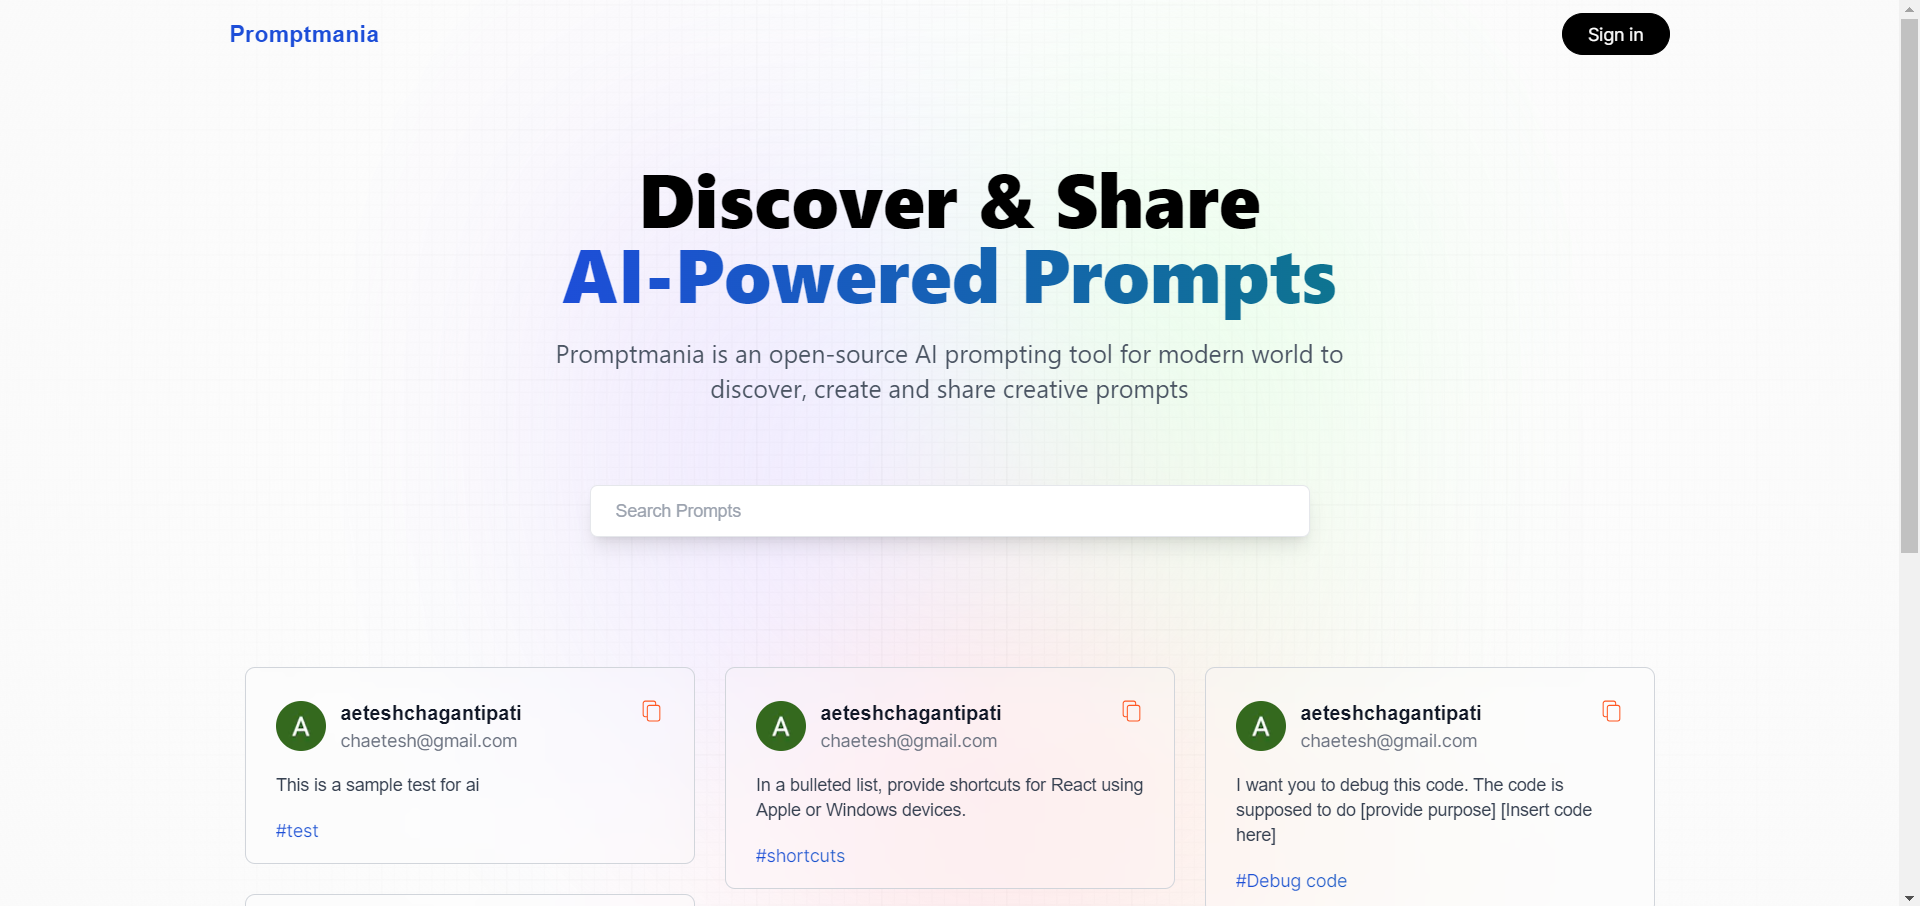 Promptmania
Sign in
Discover & Share
AI-Powered Prompts
Promptmania is an open-source AI prompting tool for modern world to
discover, create and share creative prompts
Search Prompts
A
aeteshchagantipati
chaetesh@gmail.com
This is a sample test for ai
#test
A
aeteshchagantipati
chaetesh@gmail.com
In a bulleted list, provide shortcuts for React using
Apple or Windows devices.
#shortcuts
A
aeteshchagantipati
chaetesh@gmail.com
I want you to debug this code. The code is
supposed to do [provide purpose] [Insert code
here]
#Debug code